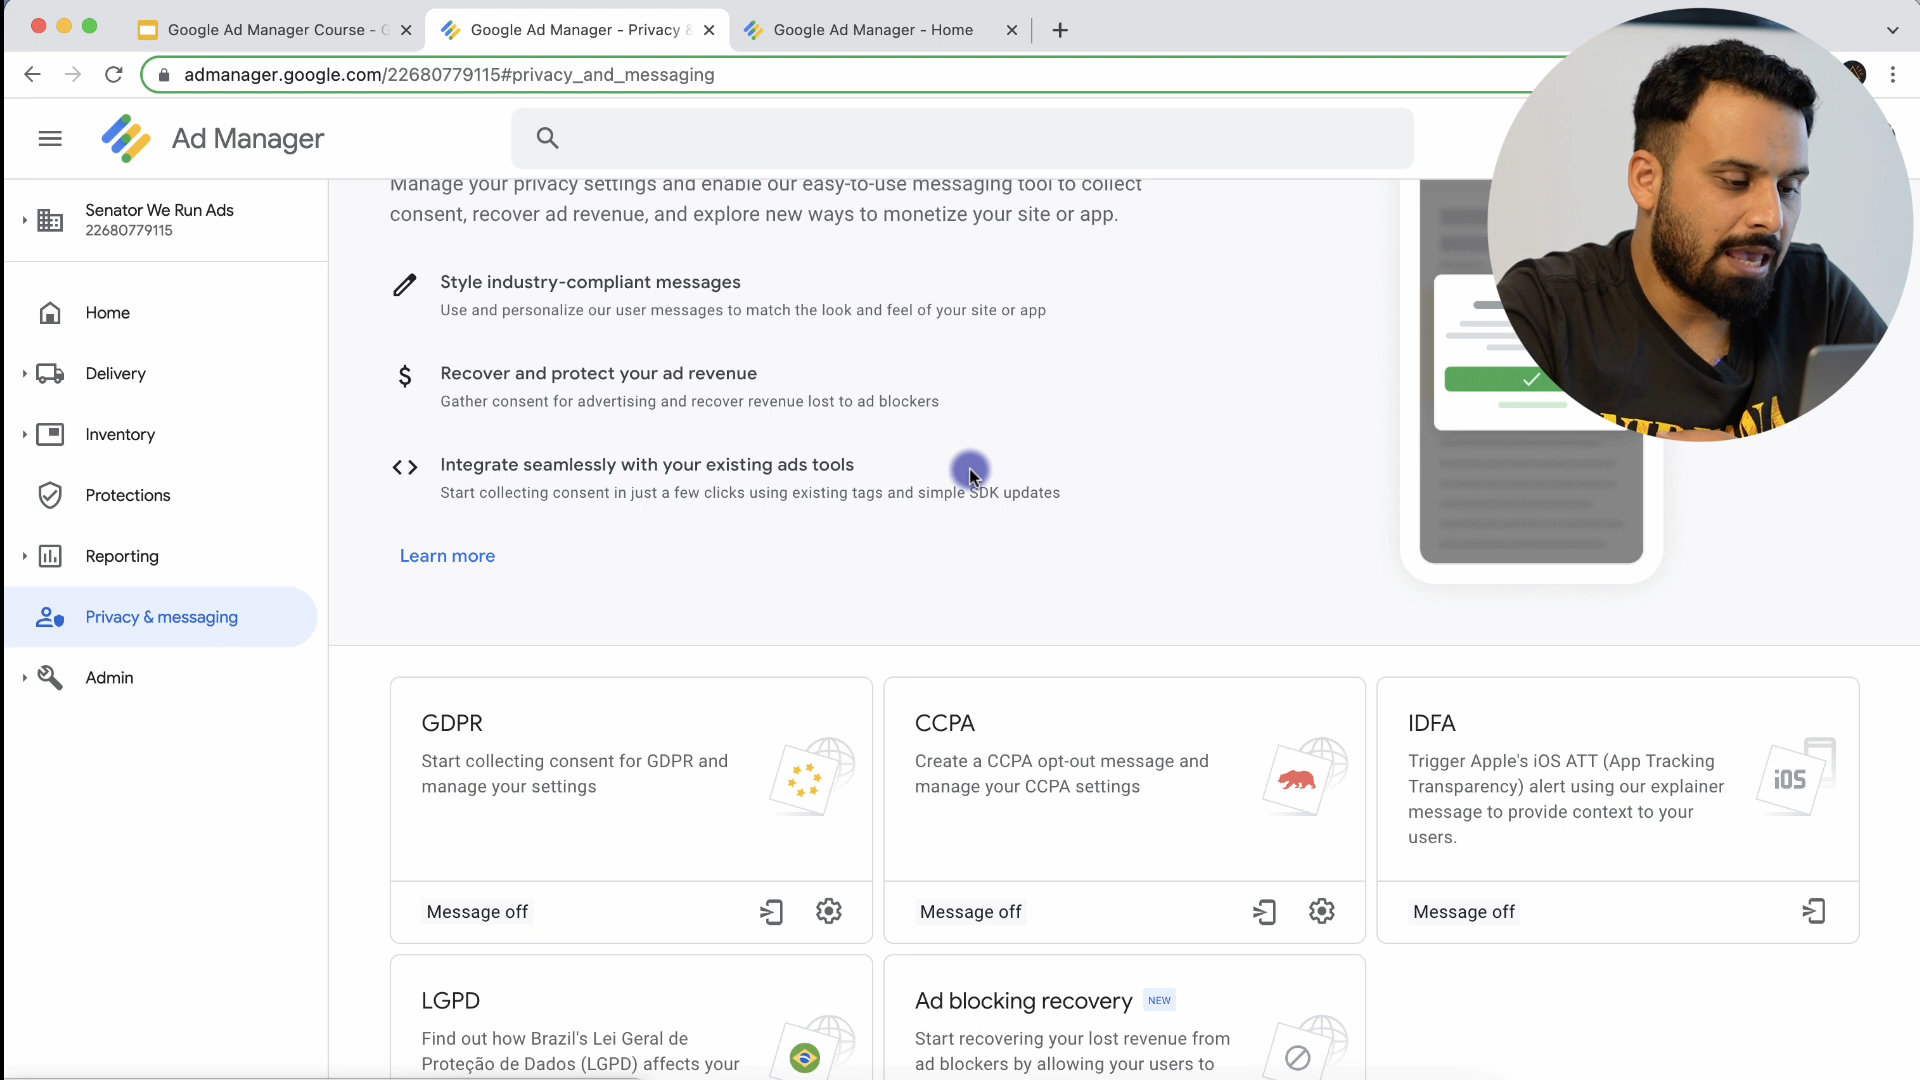 Google Ad Manager Course - G
Google Ad Manager - Privacy &
Google Ad Manager - Home
admanager.google.com/22680779115#privacy_and_messaging
Ad Manager
Senator We Run Ads
22680779115
Home
Delivery
Inventory
Protections
Reporting
Privacy & messaging
Admin
Manage your privacy settings and enable our easy-to-use messaging tool to collect
consent, recover ad revenue, and explore new ways to monetize your site or app.
Style industry-compliant messages
Use and personalize our user messages to match the look and feel of your site or app
Recover and protect your ad revenue
Gather consent for advertising and recover revenue lost to ad blockers
Integrate seamlessly with your existing ads tools
Start collecting consent in just a few clicks using existing tags and simple SDK updates
Learn more
GDPR
Start collecting consent for GDPR and
manage your settings
Message off
CCPA
Create a CCPA opt-out message and
manage your CCPA settings
Message off
IDFA
Trigger Apple's iOS ATT (App Tracking
Transparency) alert using our explainer
message to provide context to your
users.
iOS
Message off
LGPD
Find out how Brazil's Lei Geral de
Proteção de Dados (LGPD) affects your
Ad blocking recovery NEW
Start recovering your lost revenue from
ad blockers by allowing your users to